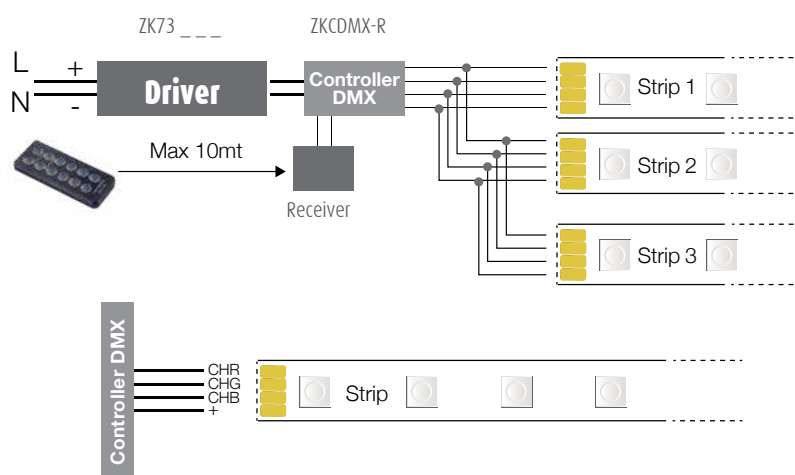 ZK73 _ _ _
ZKCDMX-R
L
+
N
-
Driver
Controller
DMX
Strip 1
Max 10mt
Strip 2
Receiver
Strip 3
Controller DMX
CHR
CHG
CHB
+
Strip